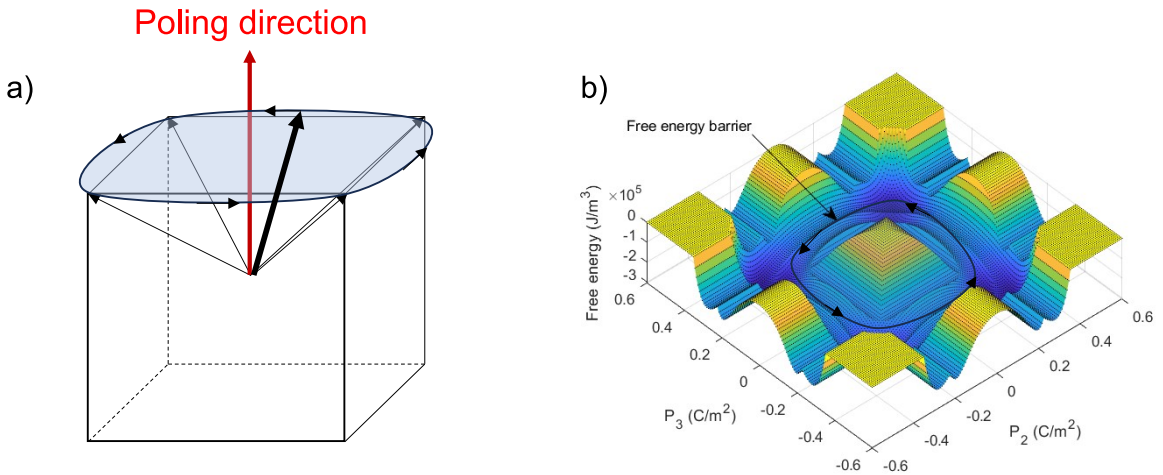 Poling direction
a)
b)
Free energy barrier
Free energy (J/m³)
×10⁵
0
-1
-2
-3
0.6
0.4
0.2
0
-0.2
-0.4
-0.6
P₃ (C/m²)
-0.6
-0.4
-0.2
0
0.2
0.4
0.6
P₂ (C/m²)